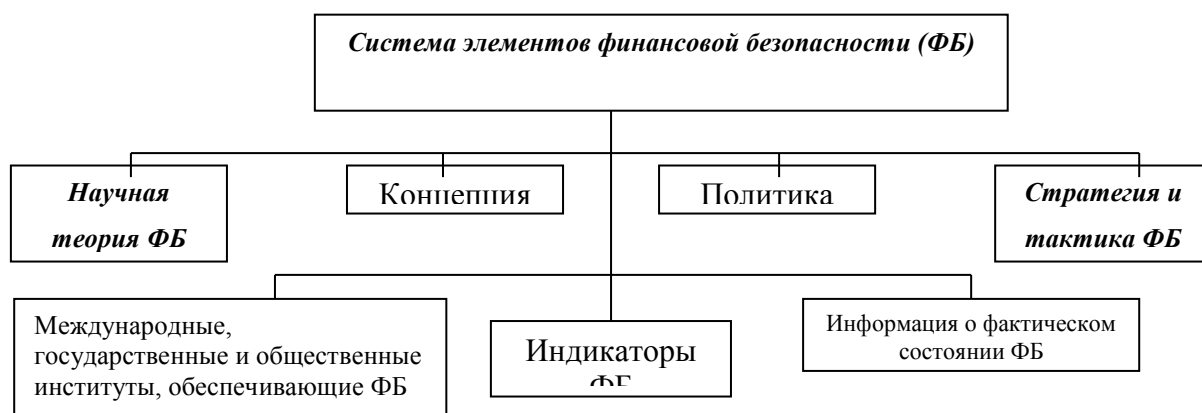 Система элементов финансовой безопасности (ФБ)
Научная
теория ФБ
Концепция
Политика
Стратегия и
тактика ФБ
Международные,
государственные и общественные
институты, обеспечивающие ФБ
Индикаторы
ФБ
Информация о фактическом
состоянии ФБ